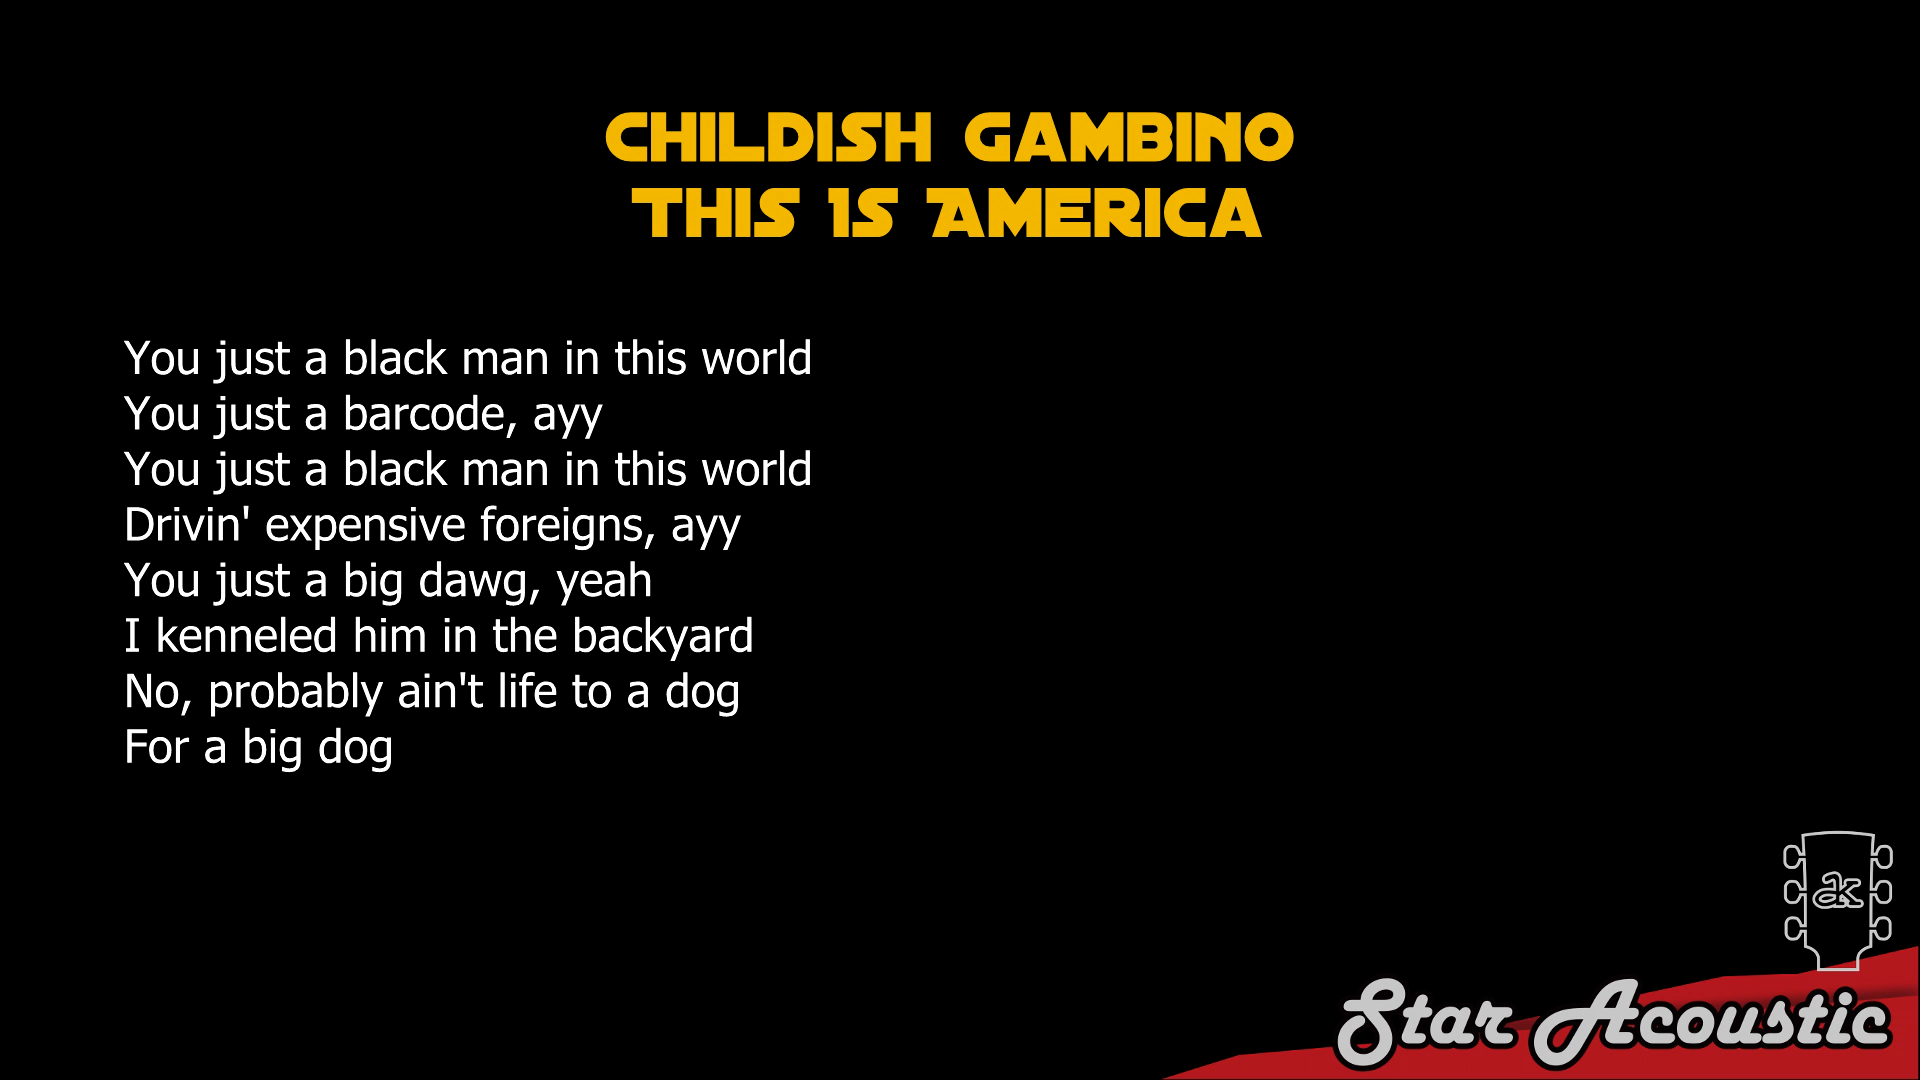 CHILDISH GAMBINO
THIS IS AMERICA
You just a black man in this world
You just a barcode, ayy
You just a black man in this world
Drivin' expensive foreigns, ayy
You just a big dawg, yeah
I kenneled him in the backyard
No, probably ain't life to a dog
For a big dog
ak
Star Acoustic